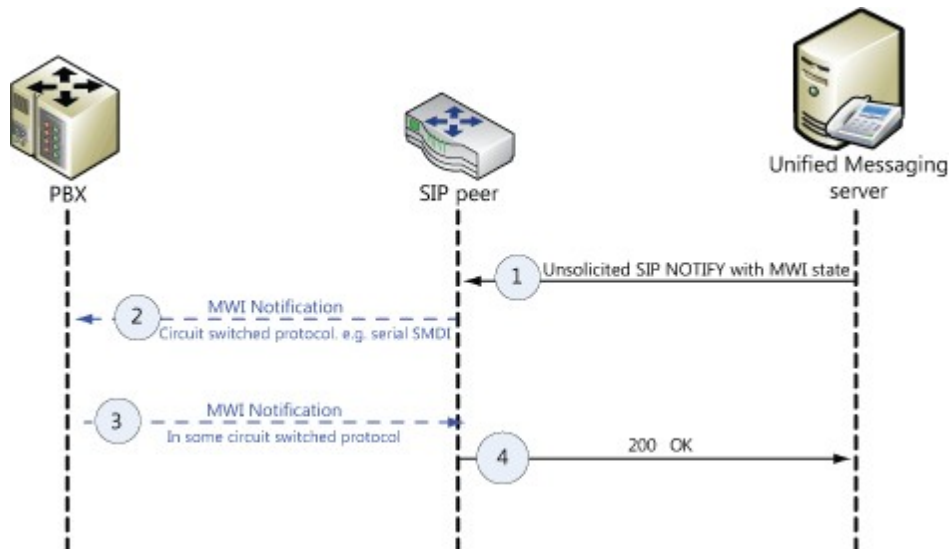 PBX
SIP peer
Unified Messaging
server
1
Unsolicited SIP NOTIFY with MWI state
2
MWI Notification
Circuit switched protocol. e.g. serial SMDI
3
MWI Notification
In some circuit switched protocol
4
200 OK